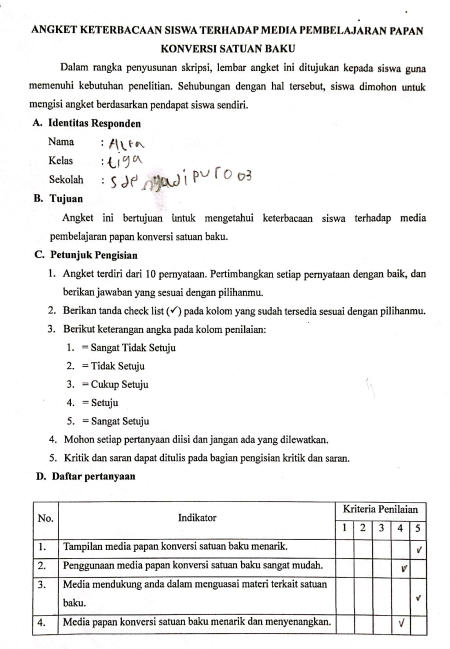 ANGKET KETERBACAAN SISWA TERHADAP MEDIA PEMBELAJARAN PAPAN
KONVERSI SATUAN BAKU
Dalam rangka penyusunan skripsi, lembar angket ini ditujukan kepada siswa guna
memenuhi kebutuhan penelitian. Sehubungan dengan hal tersebut, siswa dimohon untuk
mengisi angket berdasarkan pendapat siswa sendiri.
A. Identitas Responden
Nama :
Kelas : tiga
Sekolah : 03
B. Tujuan
Angket ini bertujuan untuk mengetahui keterbacaan siswa terhadap media
pembelajaran papan konversi satuan baku.
C. Petunjuk Pengisian
1. Angket terdiri dari 10 pernyataan. Pertimbangkan setiap pernyataan dengan baik, dan
berikan jawaban yang sesuai dengan pilihanmu.
2. Berikan tanda check list (✓) pada kolom yang sudah tersedia sesuai dengan pilihanmu.
3. Berikut keterangan angka pada kolom penilaian:
1. = Sangat Tidak Setuju
2. = Tidak Setuju
3. = Cukup Setuju
4. = Setuju
5. = Sangat Setuju
4. Mohon setiap pertanyaan diisi dan jangan ada yang dilewatkan.
5. Kritik dan saran dapat ditulis pada bagian pengisian kritik dan saran.
D. Daftar pertanyaan
No. Indikator Kriteria Penilaian
1 2 3 4 5
1. Tampilan media papan konversi satuan baku menarik. ✓
2. Penggunaan media papan konversi satuan baku sangat mudah. ✓
3. Media mendukung anda dalam menguasai materi terkait satuan
baku. ✓
4. Media papan konversi satuan baku menarik dan menyenangkan. ✓